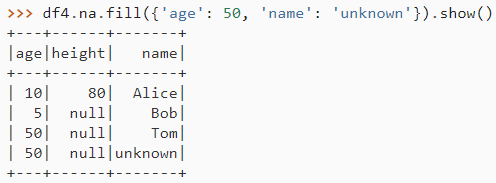 >>> df4.na.fill({'age': 50, 'name': 'unknown'}).show()
+---+------+-------+
|age|height|   name|
+---+------+-------+
| 10|    80|  Alice|
|  5|  null|    Bob|
| 50|  null|    Tom|
| 50|  null|unknown|
+---+------+-------+